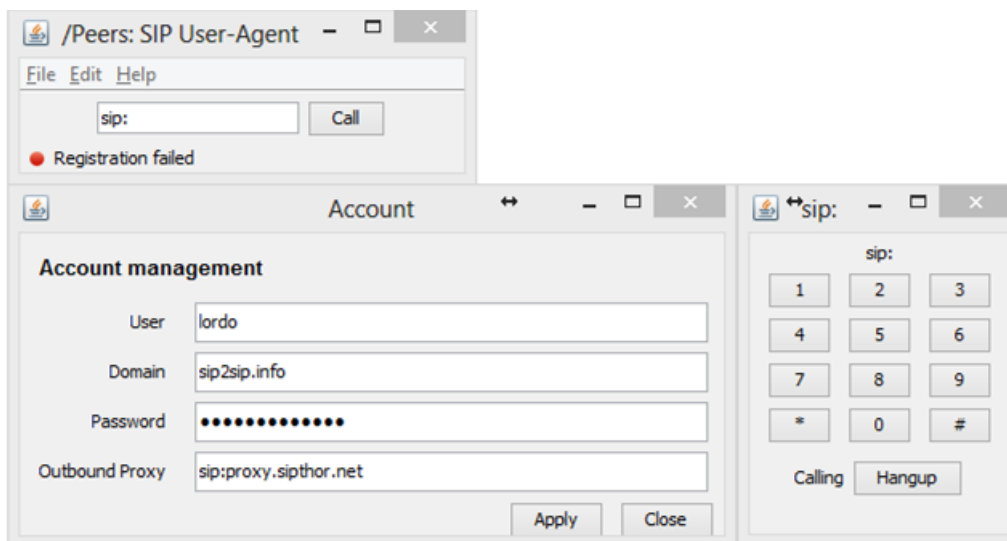 /Peers: SIP User-Agent
File Edit Help
sip: Call
Registration failed
Account
Account management
User lordo
Domain sip2sip.info
Password •••••••••••••
Outbound Proxy sip:proxy.sipthor.net
Apply Close
sip:
sip:
1 2 3
4 5 6
7 8 9
* 0 #
Calling Hangup